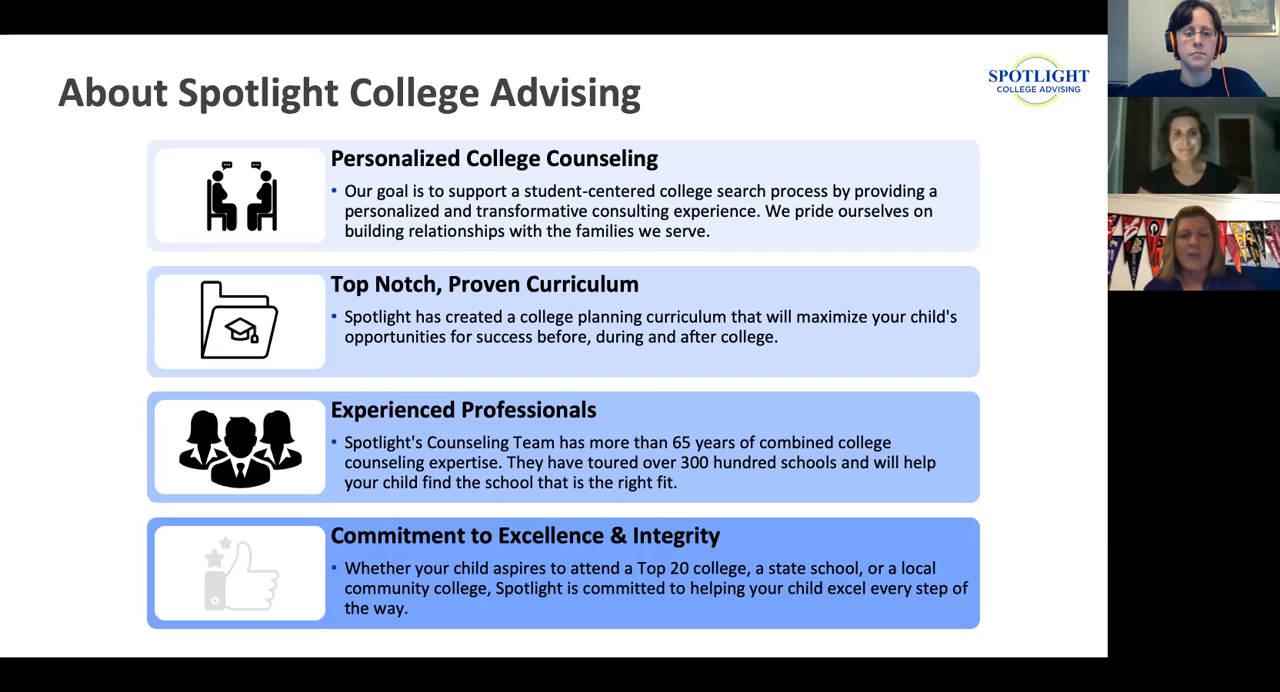 About Spotlight College Advising
SPOTLIGHT
COLLEGE ADVISING
Personalized College Counseling
• Our goal is to support a student-centered college search process by providing a
personalized and transformative consulting experience. We pride ourselves on
building relationships with the families we serve.
Top Notch, Proven Curriculum
• Spotlight has created a college planning curriculum that will maximize your child's
opportunities for success before, during and after college.
Experienced Professionals
• Spotlight's Counseling Team has more than 65 years of combined college
counseling expertise. They have toured over 300 hundred schools and will help
your child find the school that is the right fit.
Commitment to Excellence & Integrity
• Whether your child aspires to attend a Top 20 college, a state school, or a local
community college, Spotlight is committed to helping your child excel every step of
the way.